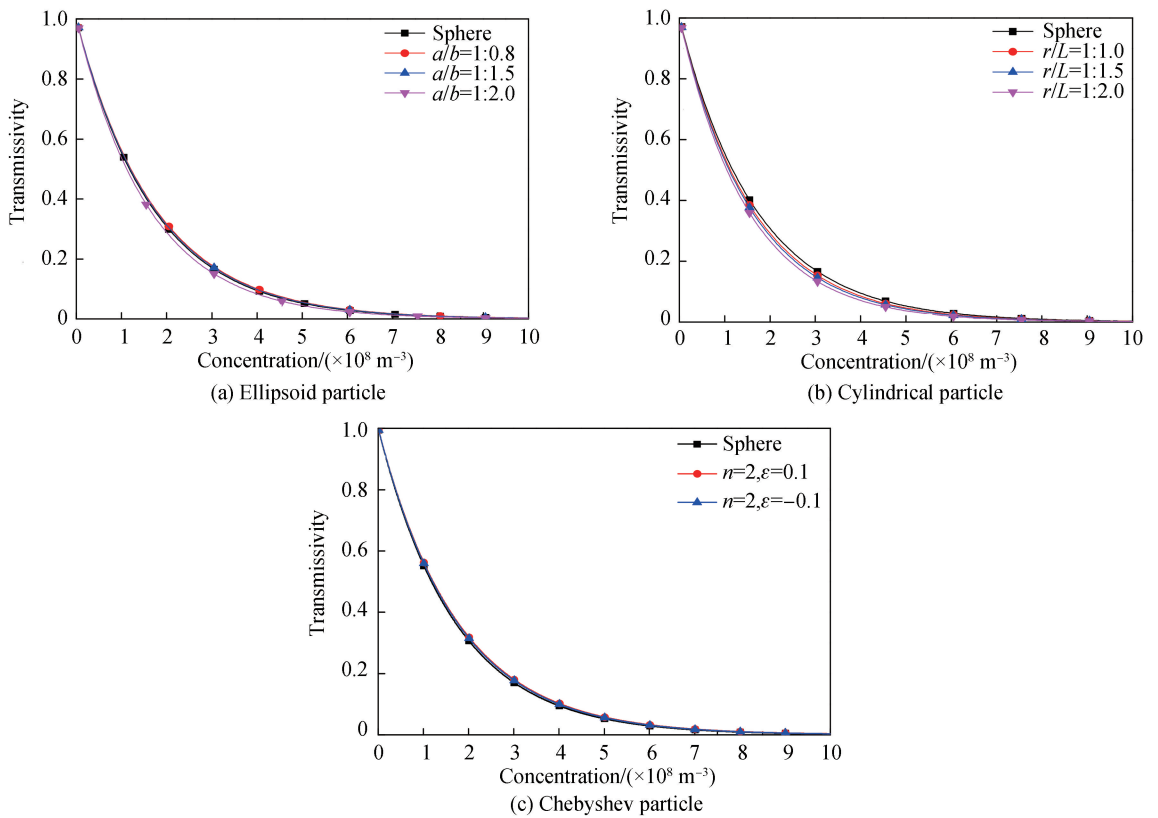 1.0
0.8
0.6
0.4
0.2
0
Transmissivity
Sphere
a/b=1:0.8
a/b=1:1.5
a/b=1:2.0
1 2 3 4 5 6 7 8 9 10
Concentration/(×10⁸ m⁻³)
(a) Ellipsoid particle
1.0
0.8
0.6
0.4
0.2
0
Transmissivity
Sphere
r/L=1:1.0
r/L=1:1.5
r/L=1:2.0
0 1 2 3 4 5 6 7 8 9 10
Concentration/(×10⁸ m⁻³)
(b) Cylindrical particle
1.0
0.8
0.6
0.4
0.2
0
Transmissivity
Sphere
n=2,ε=0.1
n=2,ε=−0.1
0 1 2 3 4 5 6 7 8 9 10
Concentration/(×10⁸ m⁻³)
(c) Chebyshev particle